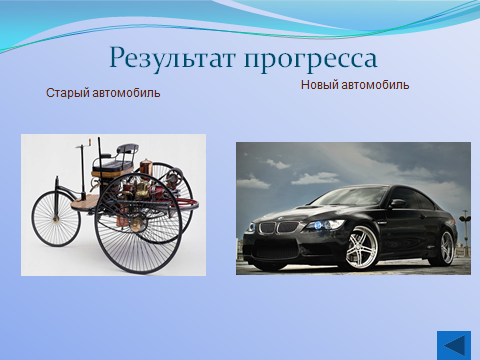 Результат прогресса
Старый автомобиль
Новый автомобиль